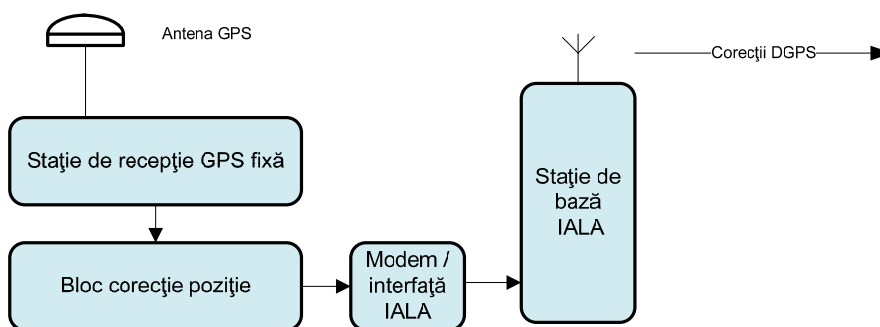 Antena GPS
Corecţii DGPS
Staţie de recepţie GPS fixă
Staţie de
bază
IALA
Bloc corecţie poziţie
Modem /
interfaţă
IALA